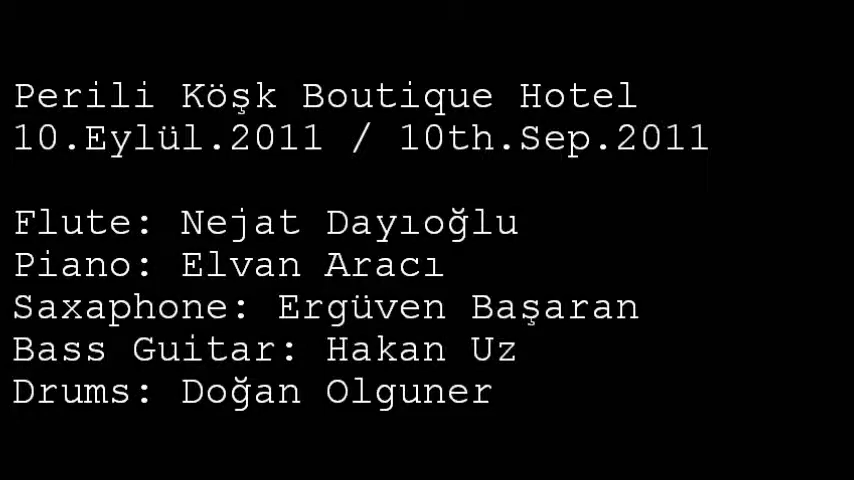 Perili Köşk Boutique Hotel
10.Eylül.2011 / 10th.Sep.2011
Flute: Nejat Dayıoğlu
Piano: Elvan Aracı
Saxaphone: Ergüven Başaran
Bass Guitar: Hakan Uz
Drums: Doğan Olguner